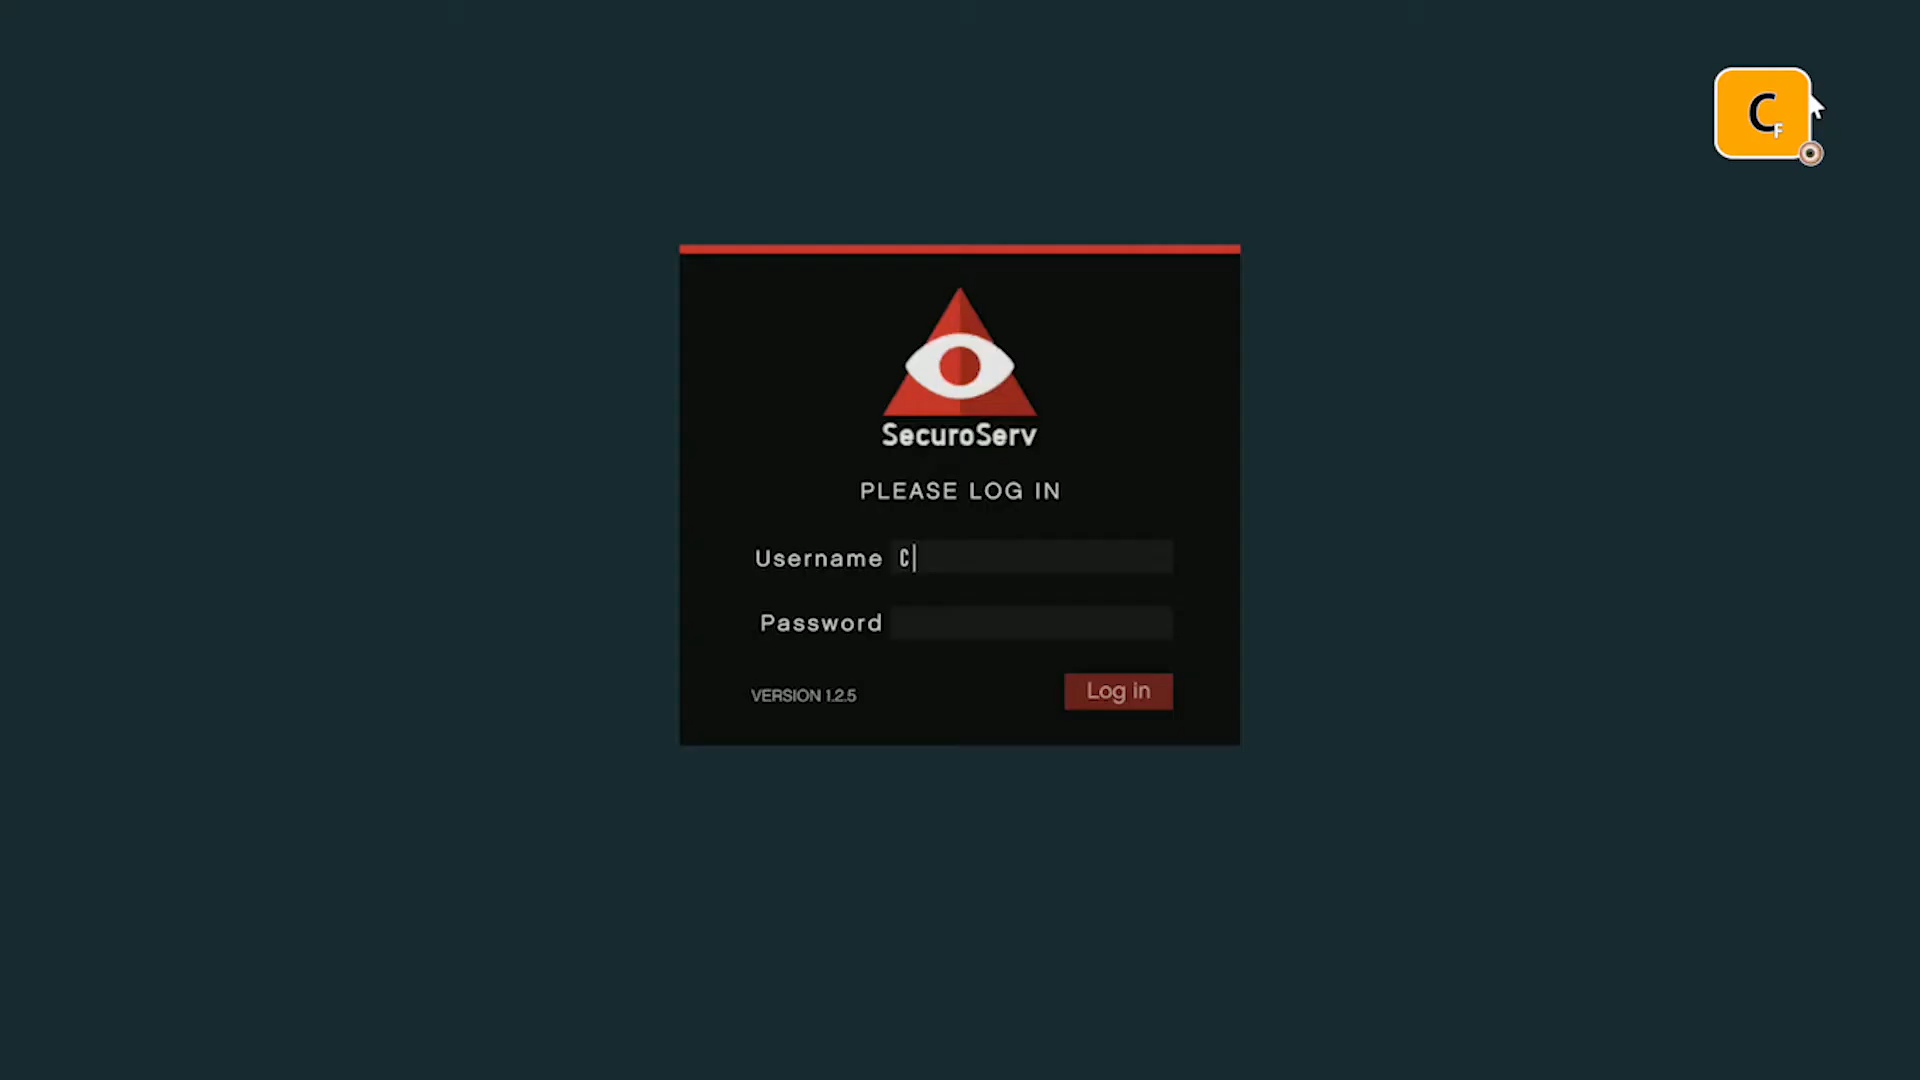 C
F
SecuroServ
PLEASE LOG IN
Username C
Password
VERSION 1.2.5
Log in